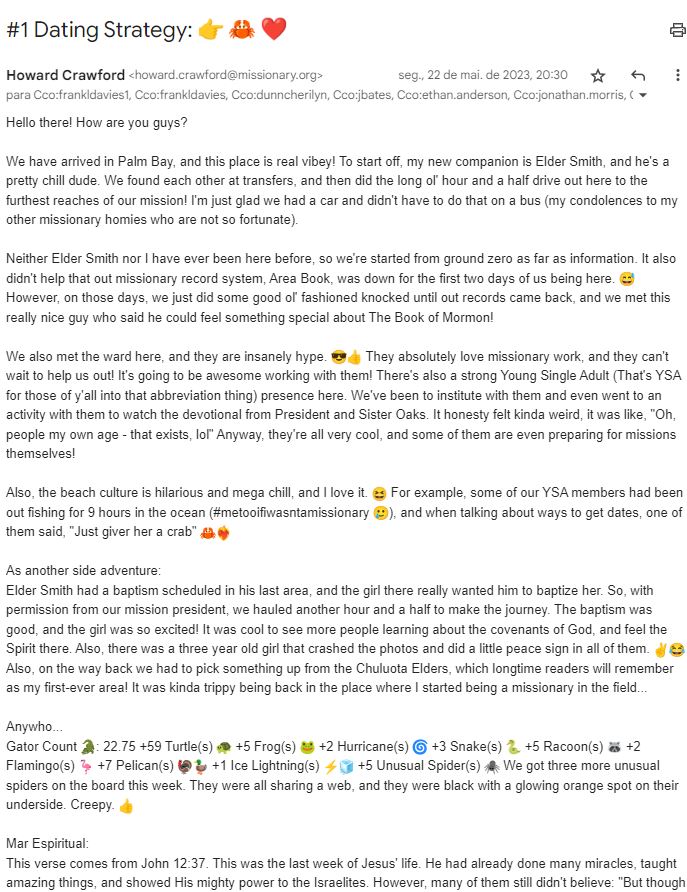 #1 Dating Strategy: 👉 🦀 ❤️
Howard Crawford <howard.crawford@missionary.org>
seg., 22 de mai. de 2023, 20:30
para Cco:frankldavies1, Cco:frankldavies, Cco:dunncherilyn, Cco:jbates, Cco:ethan.anderson, Cco:jonathan.morris, (
Hello there! How are you guys?
We have arrived in Palm Bay, and this place is real vibey! To start off, my new companion is Elder Smith, and he's a
pretty chill dude. We found each other at transfers, and then did the long ol' hour and a half drive out here to the
furthest reaches of our mission! I'm just glad we had a car and didn't have to do that on a bus (my condolences to my
other missionary homies who are not so fortunate).
Neither Elder Smith nor I have ever been here before, so we're started from ground zero as far as information. It also
didn't help that out missionary record system, Area Book, was down for the first two days of us being here. 😅
However, on those days, we just did some good ol' fashioned knocked until out records came back, and we met this
really nice guy who said he could feel something special about The Book of Mormon!
We also met the ward here, and they are insanely hype. 😎👍 They absolutely love missionary work, and they can't
wait to help us out! It's going to be awesome working with them! There's also a strong Young Single Adult (That's YSA
for those of y'all into that abbreviation thing) presence here. We've been to institute with them and even went to an
activity with them to watch the devotional from President and Sister Oaks. It honesty felt kinda weird, it was like, "Oh,
people my own age - that exists, lol" Anyway, they're all very cool, and some of them are even preparing for missions
themselves!
Also, the beach culture is hilarious and mega chill, and I love it. 😆 For example, some of our YSA members had been
out fishing for 9 hours in the ocean (#metooifiwasntamissionary 🥲), and when talking about ways to get dates, one of
them said, "Just giver her a crab" 🦀❤️‍🔥
As another side adventure:
Elder Smith had a baptism scheduled in his last area, and the girl there really wanted him to baptize her. So, with
permission from our mission president, we hauled another hour and a half to make the journey. The baptism was
good, and the girl was so excited! It was cool to see more people learning about the covenants of God, and feel the
Spirit there. Also, there was a three year old girl that crashed the photos and did a little peace sign in all of them. ✌️😂
Also, on the way back we had to pick something up from the Chuluota Elders, which longtime readers will remember
as my first-ever area! It was kinda trippy being back in the place where I started being a missionary in the field...
Anywho...
Gator Count 🐊: 22.75 +59 Turtle(s) 🐢 +5 Frog(s) 🐸 +2 Hurricane(s) 🌀 +3 Snake(s) 🐍 +5 Racoon(s) 🦝 +2
Flamingo(s) 🦩 +7 Pelican(s) 🦃🦆 +1 Ice Lightning(s) ⚡🧊 +5 Unusual Spider(s) 🕷️ We got three more unusual
spiders on the board this week. They were all sharing a web, and they were black with a glowing orange spot on their
underside. Creepy. 👍
Mar Espiritual:
This verse comes from John 12:37. This was the last week of Jesus' life. He had already done many miracles, taught
amazing things, and showed His mighty power to the Israelites. However, many of them still didn't believe: "But though